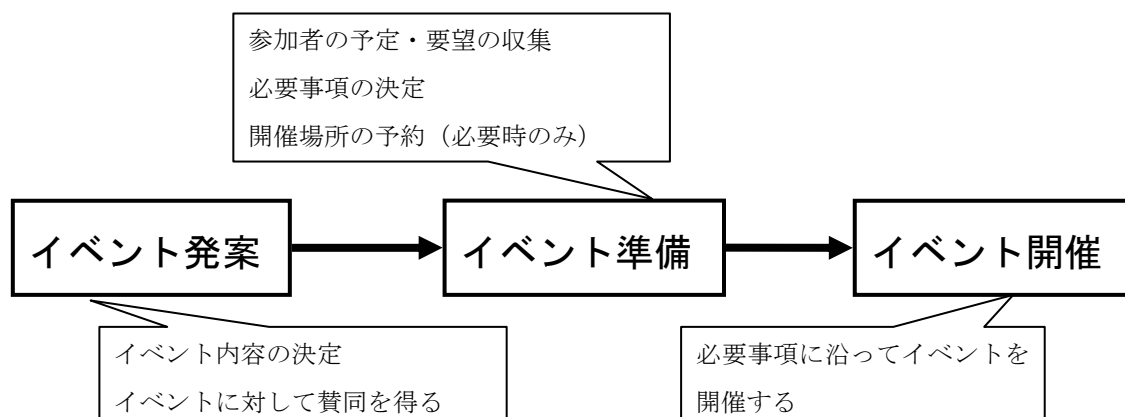 参加者の予定・要望の収集
必要事項の決定
開催場所の予約（必要時のみ）
イベント発案
イベント準備
イベント開催
イベント内容の決定
イベントに対して賛同を得る
必要事項に沿ってイベントを
開催する